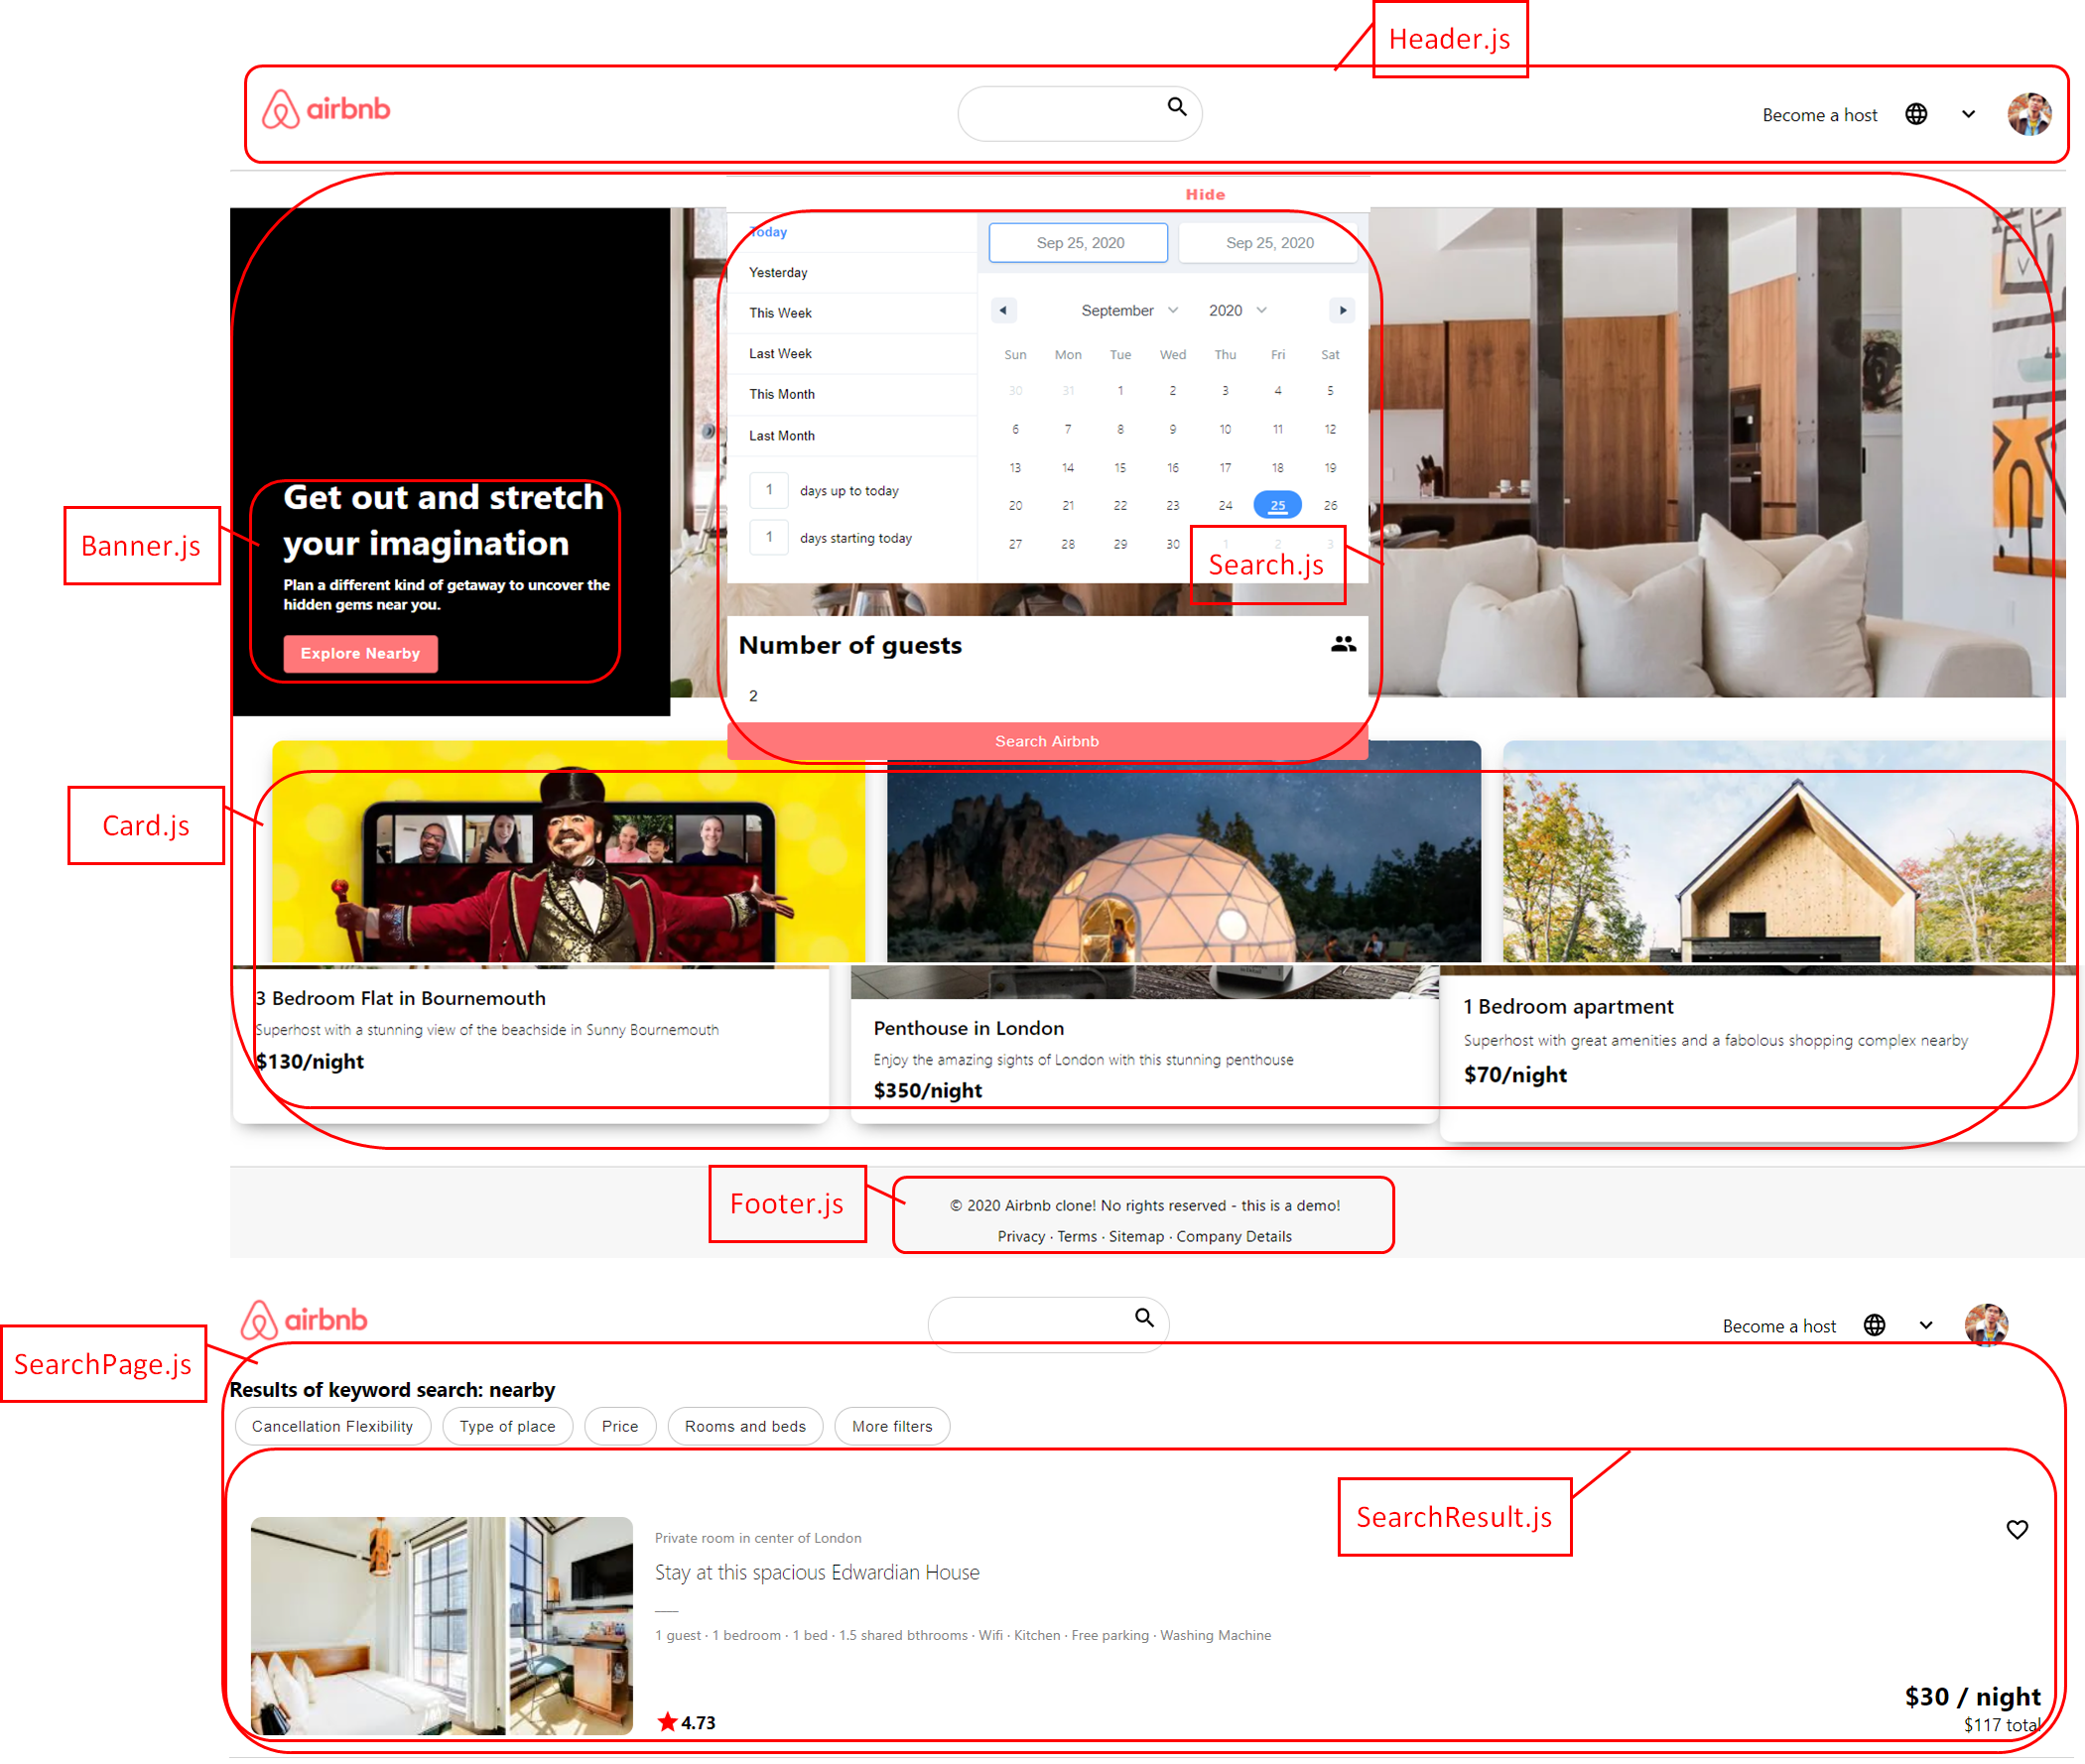 Header.js
airbnb
Become a host
Hide
Today
Sep 25, 2020
Sep 25, 2020
Yesterday
This Week
September
2020
Last Week
Sun Mon Tue Wed Thu Fri Sat
This Month
30 31 1 2 3 4 5
Last Month
6 7 8 9 10 11 12
13 14 15 16 17 18 19
1 days up to today
20 21 22 23 24 25 26
1 days starting today
27 28 29 30 1 2 3
Search.js
Get out and stretch
your imagination
Banner.js
Plan a different kind of getaway to uncover the
hidden gems near you.
Explore Nearby
Number of guests
2
Search Airbnb
Card.js
3 Bedroom Flat in Bournemouth
Superhost with a stunning view of the beachside in Sunny Bournemouth
$130/night
Penthouse in London
Enjoy the amazing sights of London with this stunning penthouse
$350/night
1 Bedroom apartment
Superhost with great amenities and a fabolous shopping complex nearby
$70/night
Footer.js
© 2020 Airbnb clone! No rights reserved - this is a demo!
Privacy · Terms · Sitemap · Company Details
airbnb
Become a host
SearchPage.js
Results of keyword search: nearby
Cancellation Flexibility
Type of place
Price
Rooms and beds
More filters
SearchResult.js
Private room in center of London
Stay at this spacious Edwardian House
1 guest · 1 bedroom · 1 bed · 1.5 shared bthrooms · Wifi · Kitchen · Free parking · Washing Machine
4.73
$30 / night
$117 total